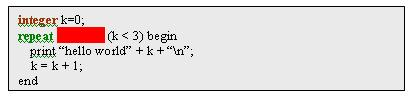 integer k=0;
repeat (k < 3) begin
print “hello world” + k + “\n”;
k = k + 1;
end